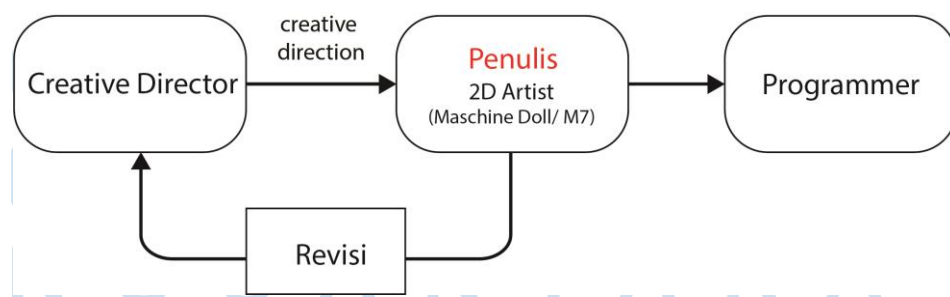 creative
direction
Creative Director
Penulis
2D Artist
(Maschine Doll/ M7)
Programmer
Revisi